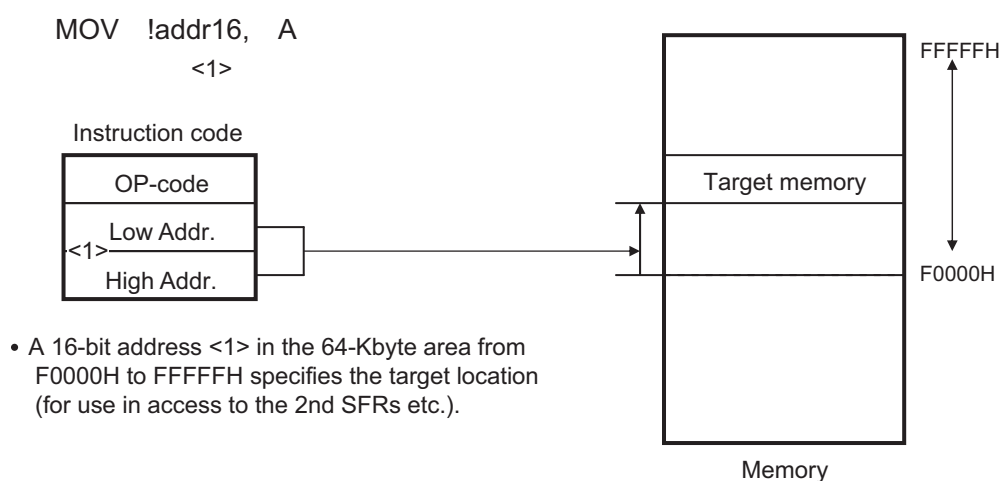 MOV !addr16, A
<1>
Instruction code
OP-code
Low Addr.
<1>
High Addr.
Target memory
FFFFFH
F0000H
Memory
• A 16-bit address <1> in the 64-Kbyte area from
F0000H to FFFFFH specifies the target location
(for use in access to the 2nd SFRs etc.).